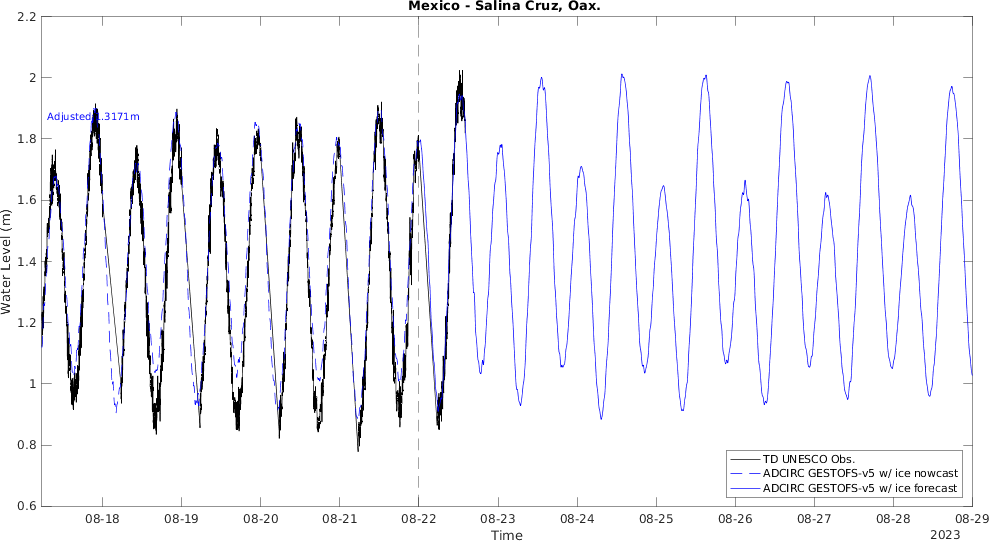 Mexico - Salina Cruz, Oax.
2.2
2
1.8
1.6
1.4
1.2
1
0.8
0.6
Water Level (m)
Adjusted 1.3171m
TD UNESCO Obs.
ADCIRC GESTOFS-v5 w/ ice nowcast
ADCIRC GESTOFS-v5 w/ ice forecast
08-18 08-19 08-20 08-21 08-22 08-23 08-24 08-25 08-26 08-27 08-28 08-29
Time
2023